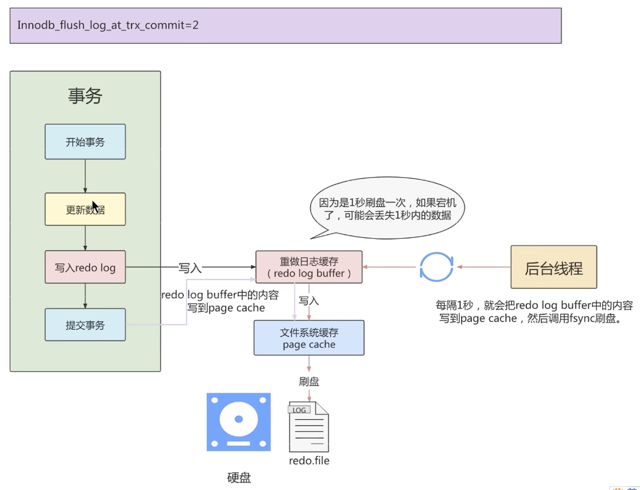 Innodb_flush_log_at_trx_commit=2
事务
开始事务
更新数据
写入redo log
提交事务
写入
redo log buffer中的内容
写到page cache
因为是1秒刷盘一次，如果宕机
了，可能会丢失1秒内的数据
重做日志缓存
( redo log buffer )
写入
文件系统缓存
page cache
刷盘
LOG
redo.file
硬盘
后台线程
每隔1秒，就会把redo log buffer中的内容
写到page cache，然后调用fsync刷盘。